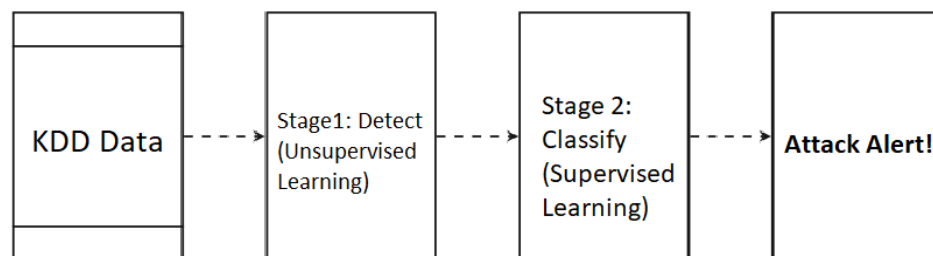 KDD Data
Stage1: Detect
(Unsupervised
Learning)
Stage 2:
Classify
(Supervised
Learning)
Attack Alert!